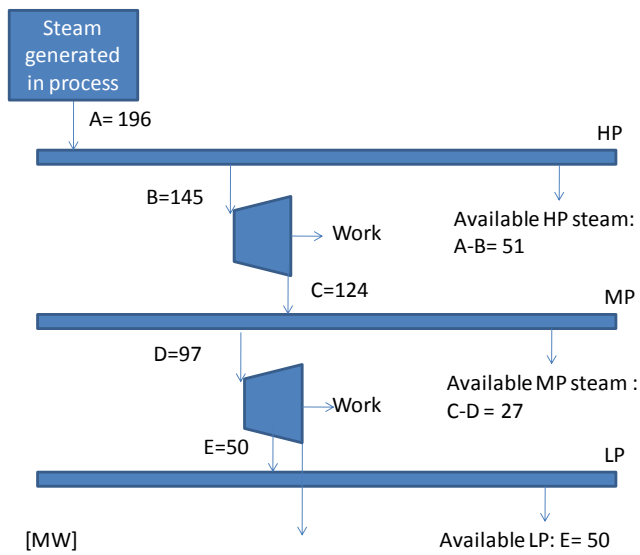 Steam
generated
in process
A= 196
HP
B=145
Work
Available HP steam:
A-B= 51
C=124
MP
D=97
Work
Available MP steam :
C-D = 27
E=50
LP
[MW]
Available LP: E= 50